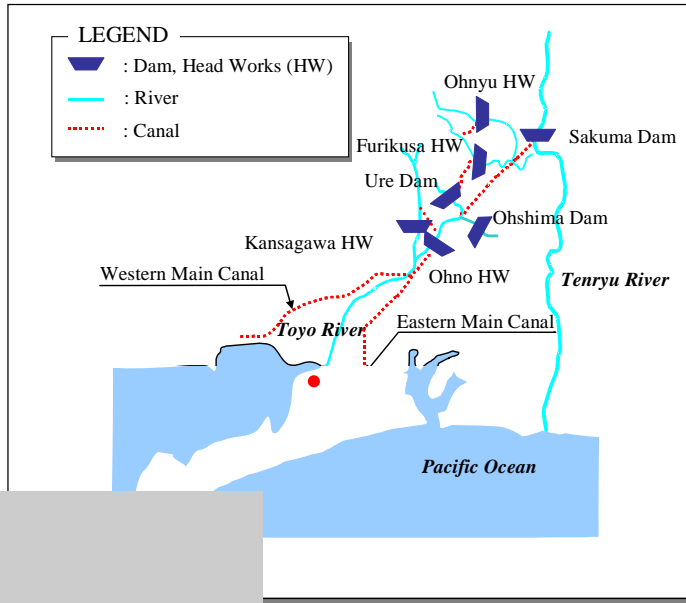 LEGEND
: Dam, Head Works (HW)
: River
: Canal
Ohnyu HW
Sakuma Dam
Furikusa HW
Ure Dam
Ohshima Dam
Kansagawa HW
Ohno HW
Western Main Canal
Tenryu River
Toyo River
Eastern Main Canal
Pacific Ocean